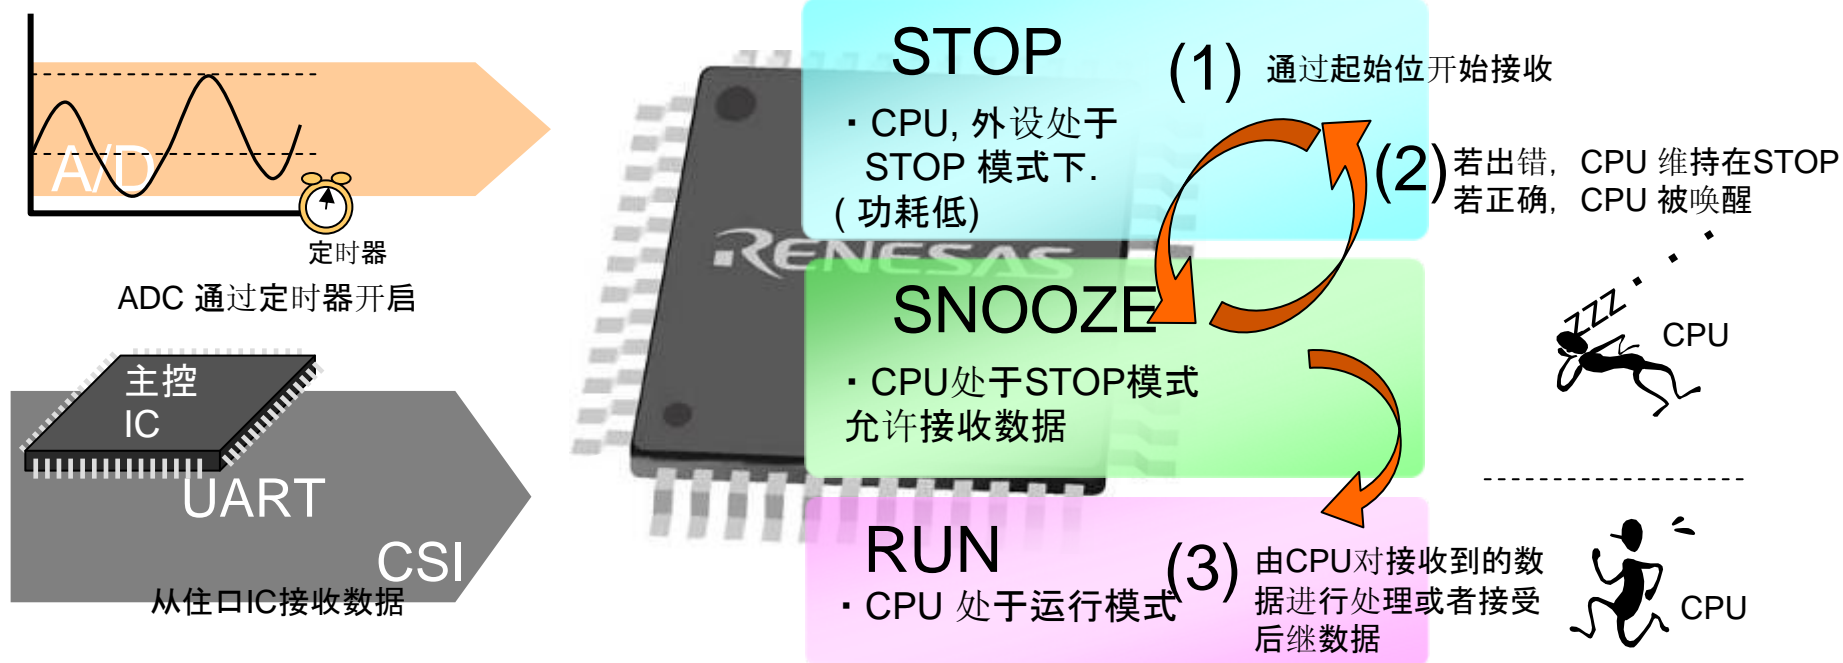 A/D
定时器
ADC 通过定时器开启
主控
IC
UART
CSI
从住口IC接收数据
RENESAS
STOP
・CPU, 外设处于
STOP 模式下.
( 功耗低)
(1) 通过起始位开始接收
(2) 若出错, CPU 维持在STOP
若正确, CPU 被唤醒
SNOOZE
・CPU处于STOP模式
允许接收数据
zzz
CPU
RUN
・CPU 处于运行模式
(3) 由CPU对接收到的数
据进行处理或者接受
后继数据
CPU